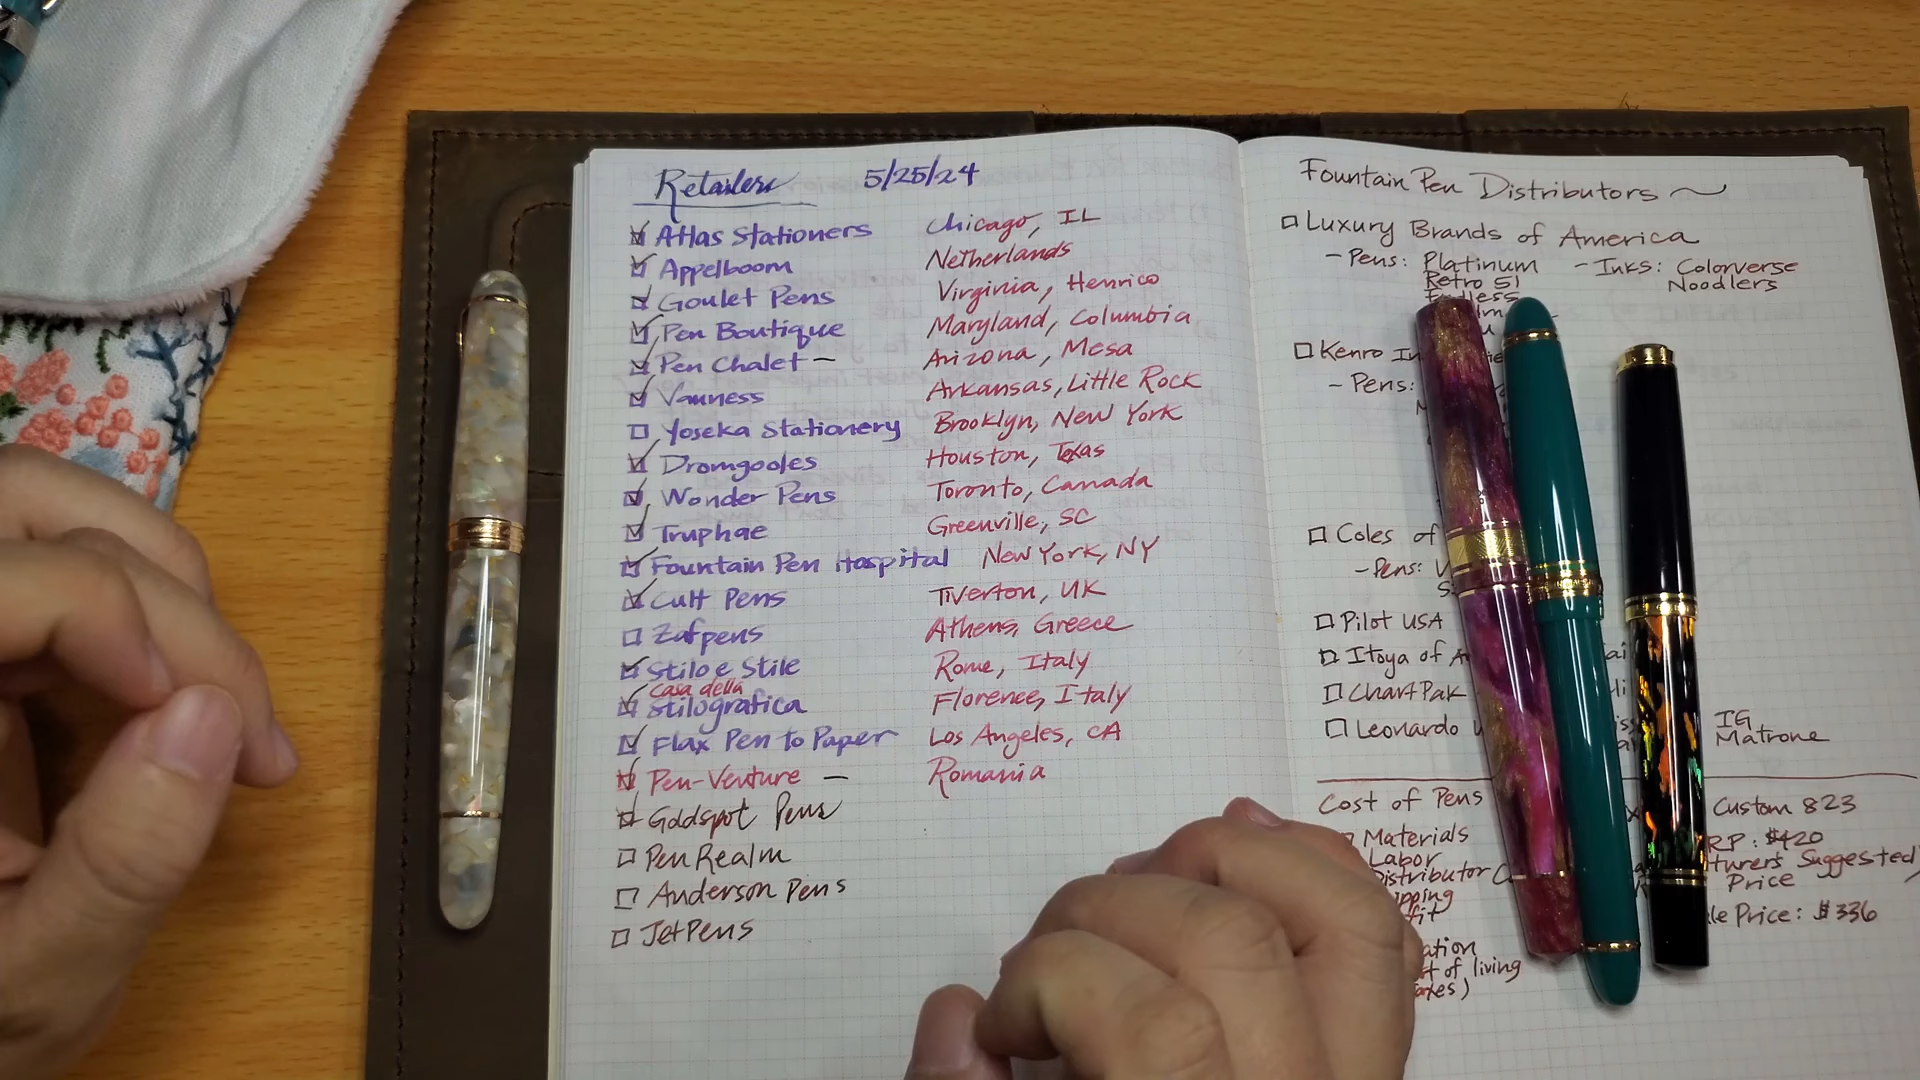 Retailers 5/25/24
Atlas Stationers Chicago, IL
Appelboom Netherlands
Goulet Pens Virginia, Henrico
Pen Boutique Maryland, Columbia
Pen Chalet — Arizona, Mesa
Vanness Arkansas, Little Rock
Yoseka Stationery Brooklyn, New York
Dromgooles Houston, Texas
Wonder Pens Toronto, Canada
Truphae Greenville, SC
Fountain Pen Hospital New York, NY
Cult Pens Tiverton, UK
Zafpens Athens, Greece
Stilo e Stile Rome, Italy
Casa della
Stilografica Florence, Italy
Flax Pen to Paper Los Angeles, CA
Pen-Venture — Romania
Goldspot Pens
Pen Realm
Anderson Pens
JetPens
Fountain Pen Distributors
Luxury Brands of America
- Pens: Platinum - Inks: Colorverse
Retro 51 Noodlers
Endless
Kenro
- Pens:
Coles of
- Pens:
Pilot USA
Itoya of
ChartPak
Leonardo
IG
Matrone
Cost of Pens
Materials
Labor
Distributor
of living
Custom 823
: $420
Suggested
Price
Price: $336